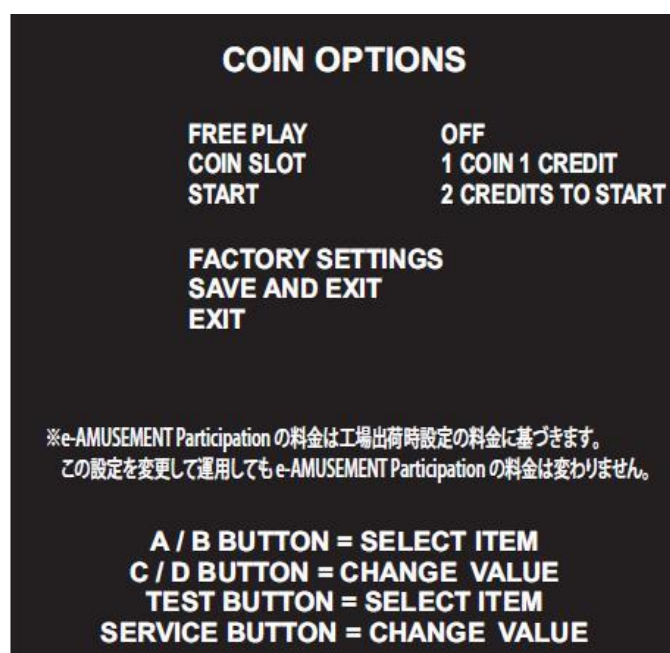 COIN OPTIONS
FREE PLAY OFF
COIN SLOT 1 COIN 1 CREDIT
START 2 CREDITS TO START
FACTORY SETTINGS
SAVE AND EXIT
EXIT
※e-AMUSEMENT Participation の料金は工場出荷時設定の料金に基づきます。
この設定を変更して運用しても e-AMUSEMENT Participation の料金は変わりません。
A / B BUTTON = SELECT ITEM
C / D BUTTON = CHANGE VALUE
TEST BUTTON = SELECT ITEM
SERVICE BUTTON = CHANGE VALUE